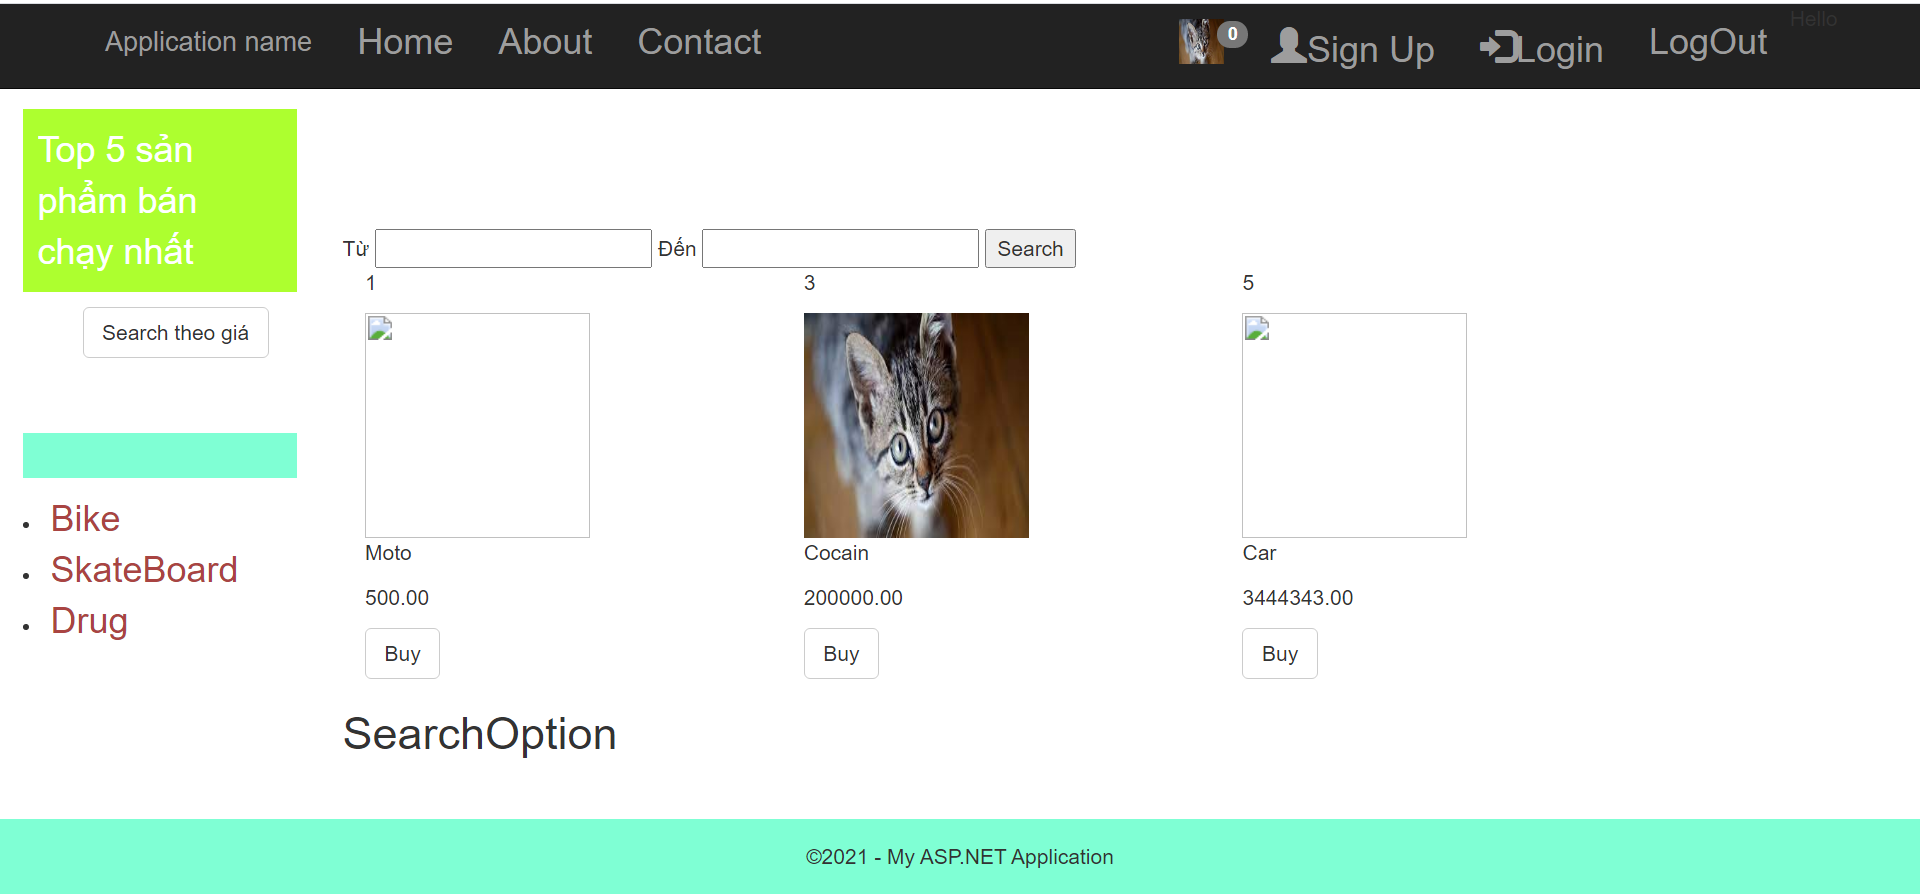 Application name Home About Contact 0 Sign Up Login LogOut Hello
Top 5 sản
phẩm bán
chạy nhất
Search theo giá
Bike
SkateBoard
Drug
Từ Đến Search
1 3 5
Moto Cocain Car
500.00 200000.00 3444343.00
Buy Buy Buy
SearchOption
©2021 - My ASP.NET Application